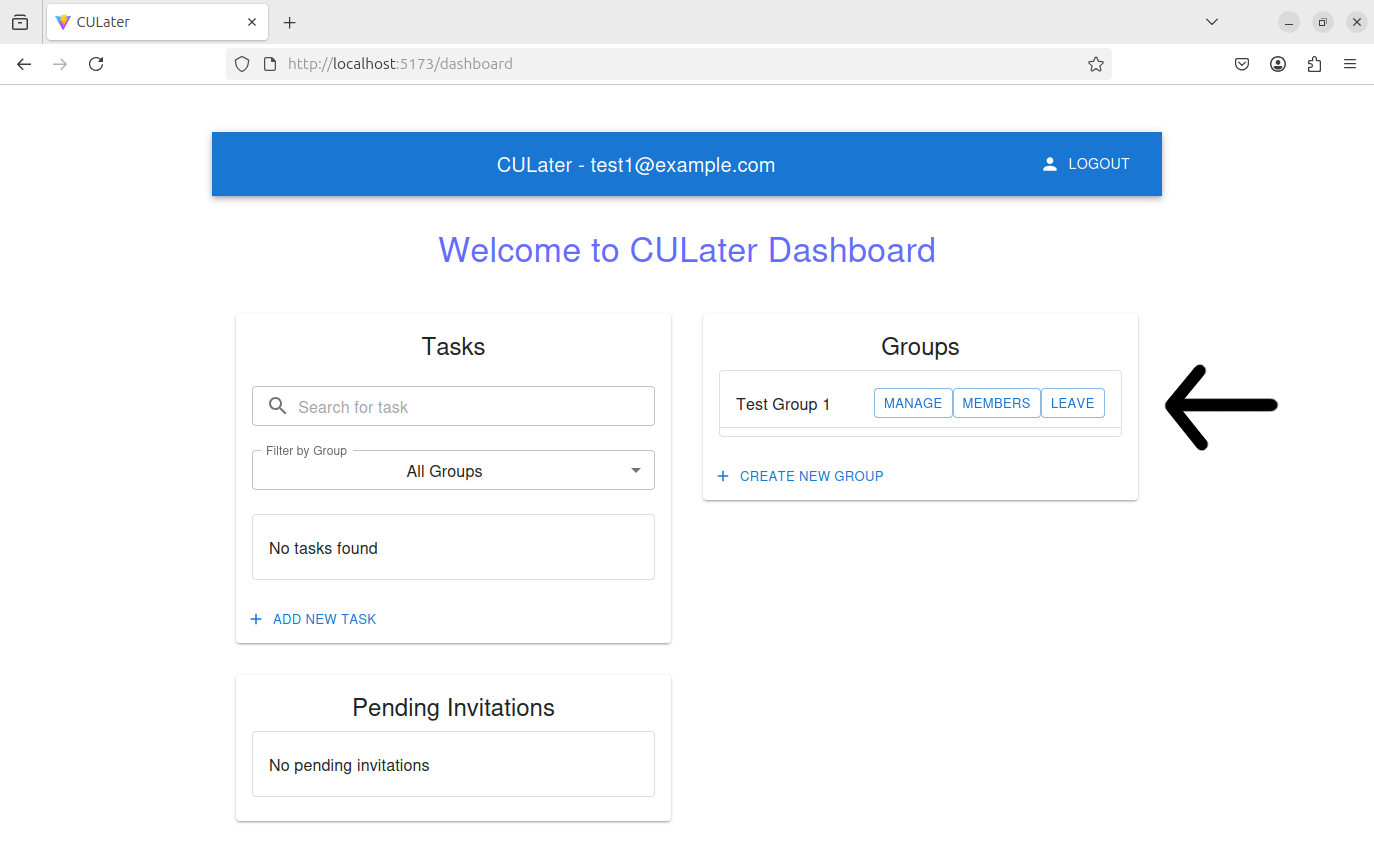 CULater
http://localhost:5173/dashboard
CULater - test1@example.com
LOGOUT
Welcome to CULater Dashboard
Tasks
Search for task
Filter by Group
All Groups
No tasks found
ADD NEW TASK
Groups
Test Group 1 MANAGE MEMBERS LEAVE
CREATE NEW GROUP
Pending Invitations
No pending invitations